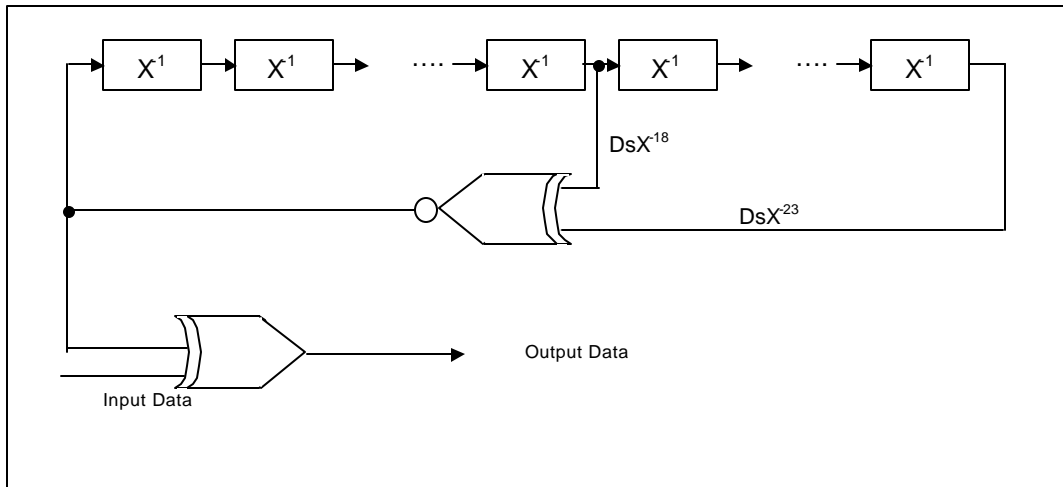 X⁻¹ X⁻¹ .... X⁻¹ X⁻¹ .... X⁻¹
DsX⁻¹⁸
DsX⁻²³
Output Data
Input Data